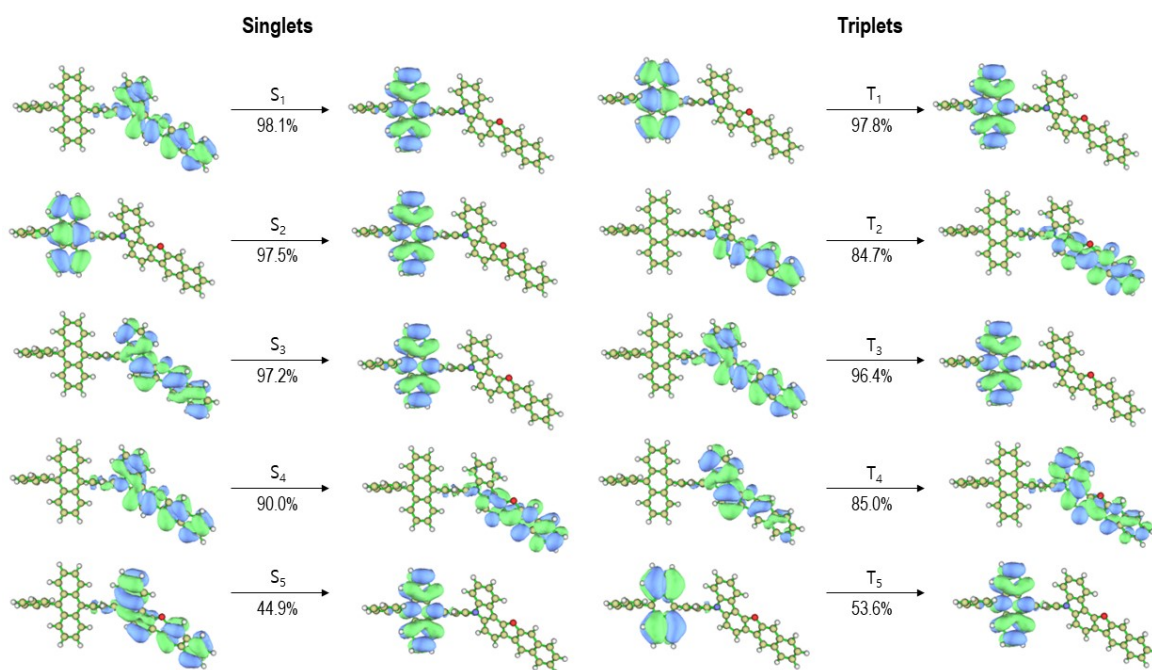 Singlets
Triplets
S₁
98.1%
T₁
97.8%
S₂
97.5%
T₂
84.7%
S₃
97.2%
T₃
96.4%
S₄
90.0%
T₄
85.0%
S₅
44.9%
T₅
53.6%